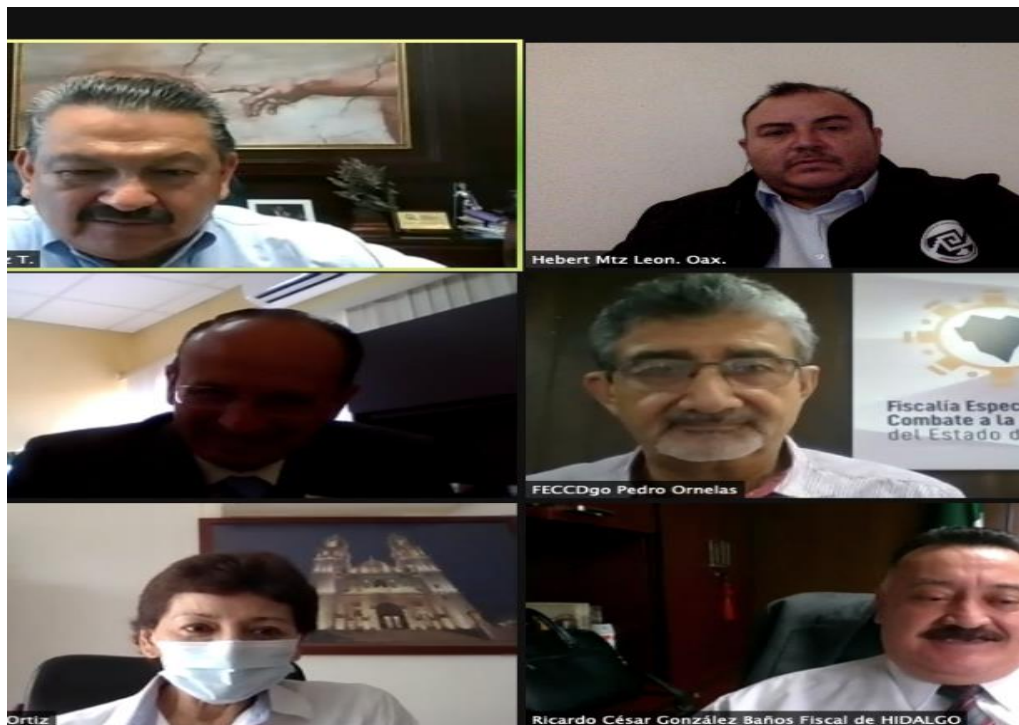 z T.
Hebert Mtz Leon. Oax.
Fiscalía Espec
Combate a la
del Estado d
FECCDgo Pedro Ornelas
Ortiz
Ricardo César González Baños Fiscal de HIDALGO